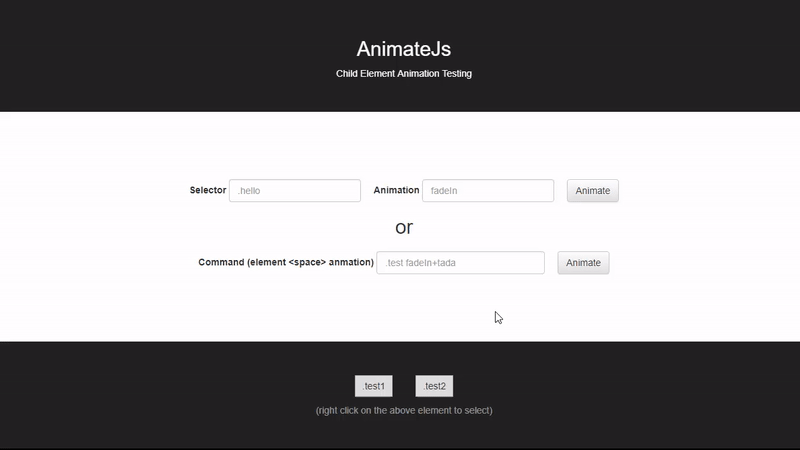 AnimateJs
Child Element Animation Testing
Selector .hello Animation fadeIn Animate
or
Command (element <space> anmation) .test fadeIn+tada Animate
.test1 .test2
(right click on the above element to select)